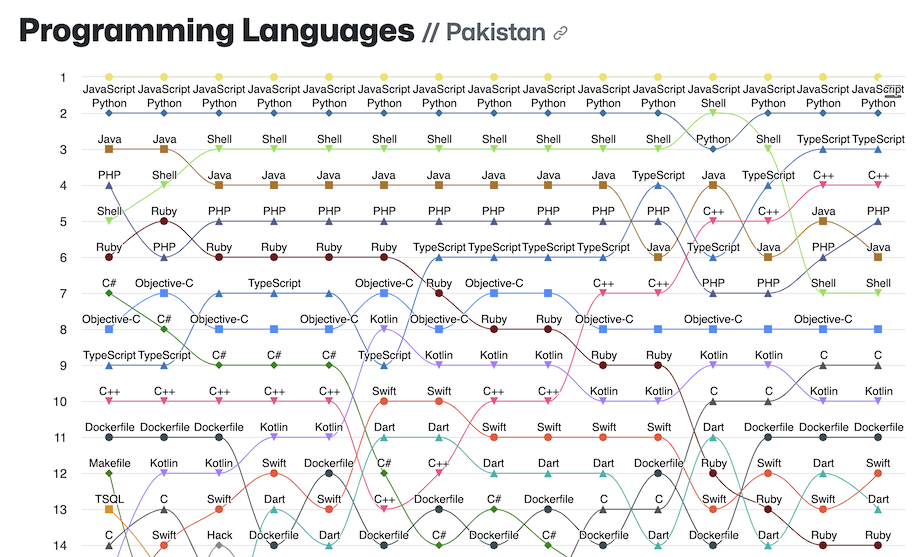 Programming Languages // Pakistan
1
JavaScript JavaScript JavaScript JavaScript JavaScript JavaScript JavaScript JavaScript JavaScript JavaScript JavaScript JavaScript JavaScript JavaScript JavaScript
Python Python Python Python Python Python Python Python Python Python Python Shell Python Python Python
2
Java Java Shell Shell Shell Shell Shell Shell Shell Shell Shell Python Shell TypeScript TypeScript
3
PHP Shell Java Java Java Java Java Java Java Java TypeScript Java TypeScript C++ C++
4
Shell Ruby PHP PHP PHP PHP PHP PHP PHP PHP PHP C++ C++ Java PHP
5
Ruby PHP Ruby Ruby Ruby Ruby TypeScript TypeScript TypeScript TypeScript Java TypeScript Java PHP Java
6
C# Objective-C TypeScript Objective-C Ruby Objective-C C++ C++ PHP PHP Shell Shell
7
Objective-C C# Objective-C Objective-C Kotlin Objective-C Ruby Ruby Objective-C Objective-C Objective-C
8
TypeScript TypeScript C# C# C# TypeScript Kotlin Kotlin Kotlin Ruby Ruby Kotlin Kotlin C C
9
C++ C++ C++ C++ C++ Swift Swift C++ C++ Kotlin Kotlin C C Kotlin Kotlin
10
Dockerfile Dockerfile Dockerfile Kotlin Kotlin Dart Dart Swift Swift Swift Swift Dart Dockerfile Dockerfile Dockerfile
11
Makefile Kotlin Kotlin Swift Dockerfile C# C++ Dart Dart Dart Dockerfile Ruby Swift Dart Swift
12
TSQL C Swift Dart Swift C++ Dockerfile C# Dockerfile C C Swift Ruby Swift Dart
13
C Swift Hack Dockerfile Dart Dockerfile C# Dockerfile C# Dockerfile Dart Dockerfile Dart Ruby Ruby
14